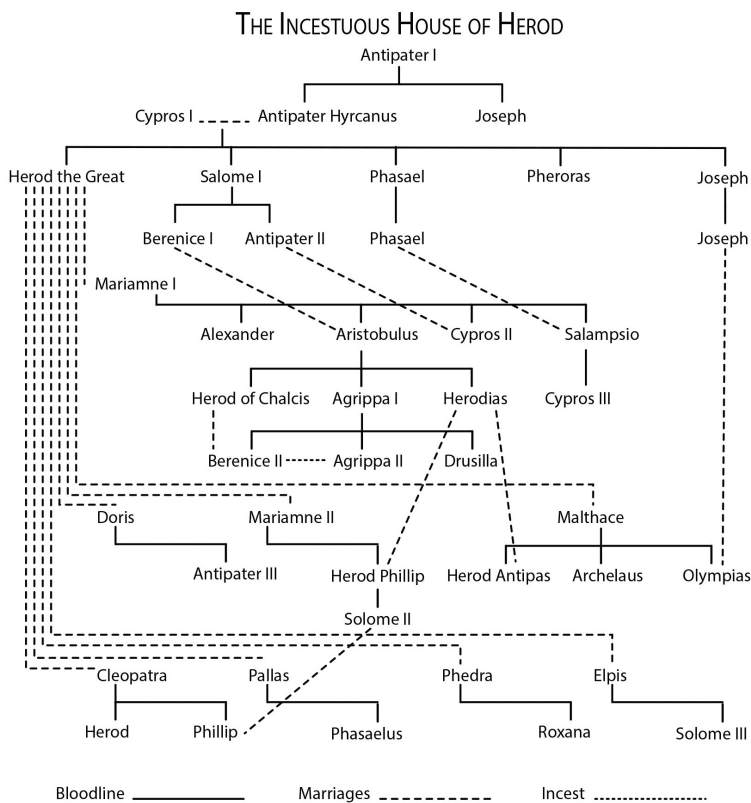 THE INCESTUOUS HOUSE OF HEROD
Antipater I
Cypros I Antipater Hyrcanus Joseph
Herod the Great Salome I Phasael Pheroras Joseph
Berenice I Antipater II Phasael Joseph
Mariamne I
Alexander Aristobulus Cypros II Salampsio
Herod of Chalcis Agrippa I Herodias Cypros III
Berenice II Agrippa II Drusilla
Doris Mariamne II Malthace
Antipater III Herod Phillip Herod Antipas Archelaus Olympias
Solome II
Cleopatra Pallas Phedra Elpis
Herod Phillip Phasaelus Roxana Solome III
Bloodline Marriages Incest